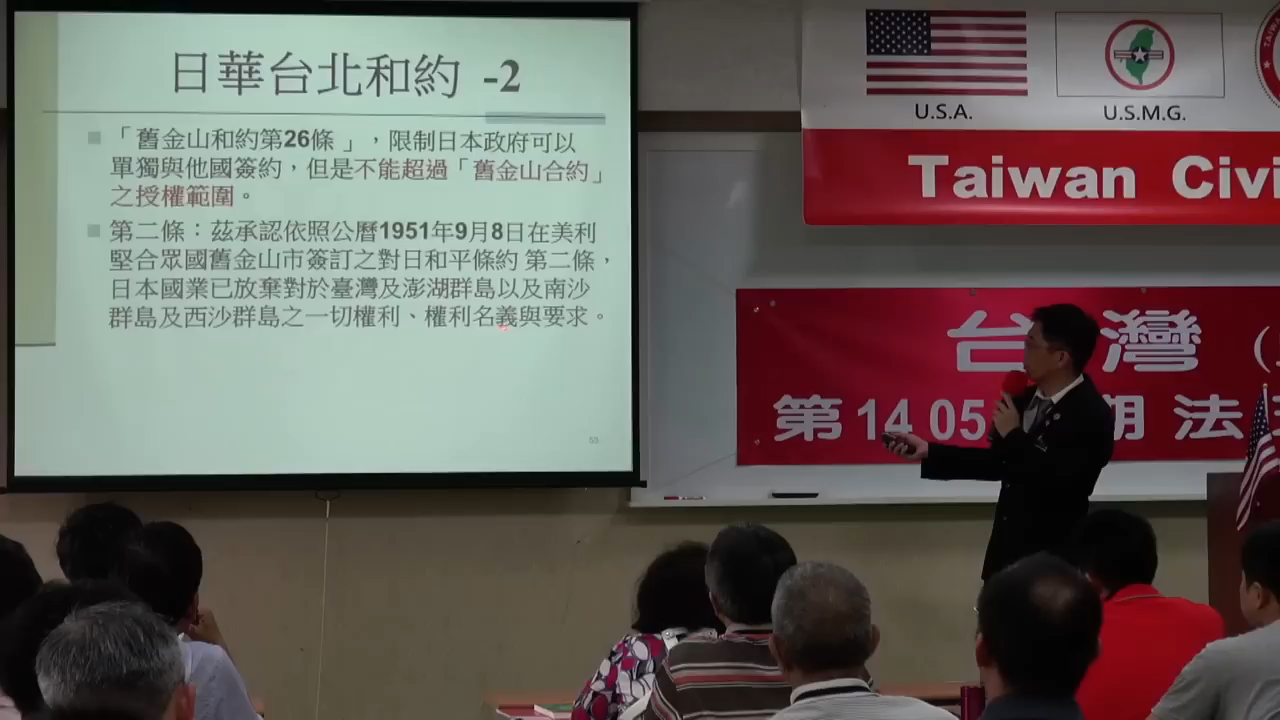 日華台北和約 -2
「舊金山和約第26條 」，限制日本政府可以
單獨與他國簽約，但是不能超過「舊金山合約」
之授權範圍。
第二條：茲承認依照公曆1951年9月8日在美利
堅合眾國舊金山市簽訂之對日和平條約 第二條，
日本國業已放棄對於臺灣及澎湖群島以及南沙
群島及西沙群島之一切權利、權利名義與要求。
53
U.S.A.
U.S.M.G.
Taiwan Civi
台灣（
第 14 05 期 法